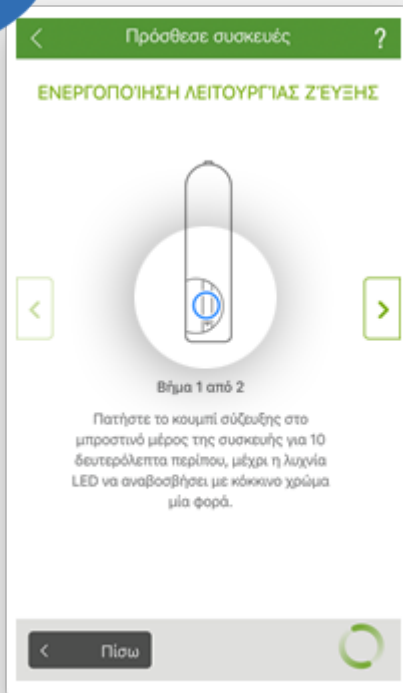 Πρόσθεσε συσκευές ?
ΕΝΕΡΓΟΠΟΊΗΣΗ ΛΕΙΤΟΥΡΓΊΑΣ ΖΕΎΞΗΣ
Βήμα 1 από 2
Πατήστε το κουμπί σύζευξης στο
μπροστινό μέρος της συσκευής για 10
δευτερόλεπτα περίπου, μέχρι η λυχνία
LED να αναβοσβήσει με κόκκινο χρώμα
μία φορά.
Πίσω